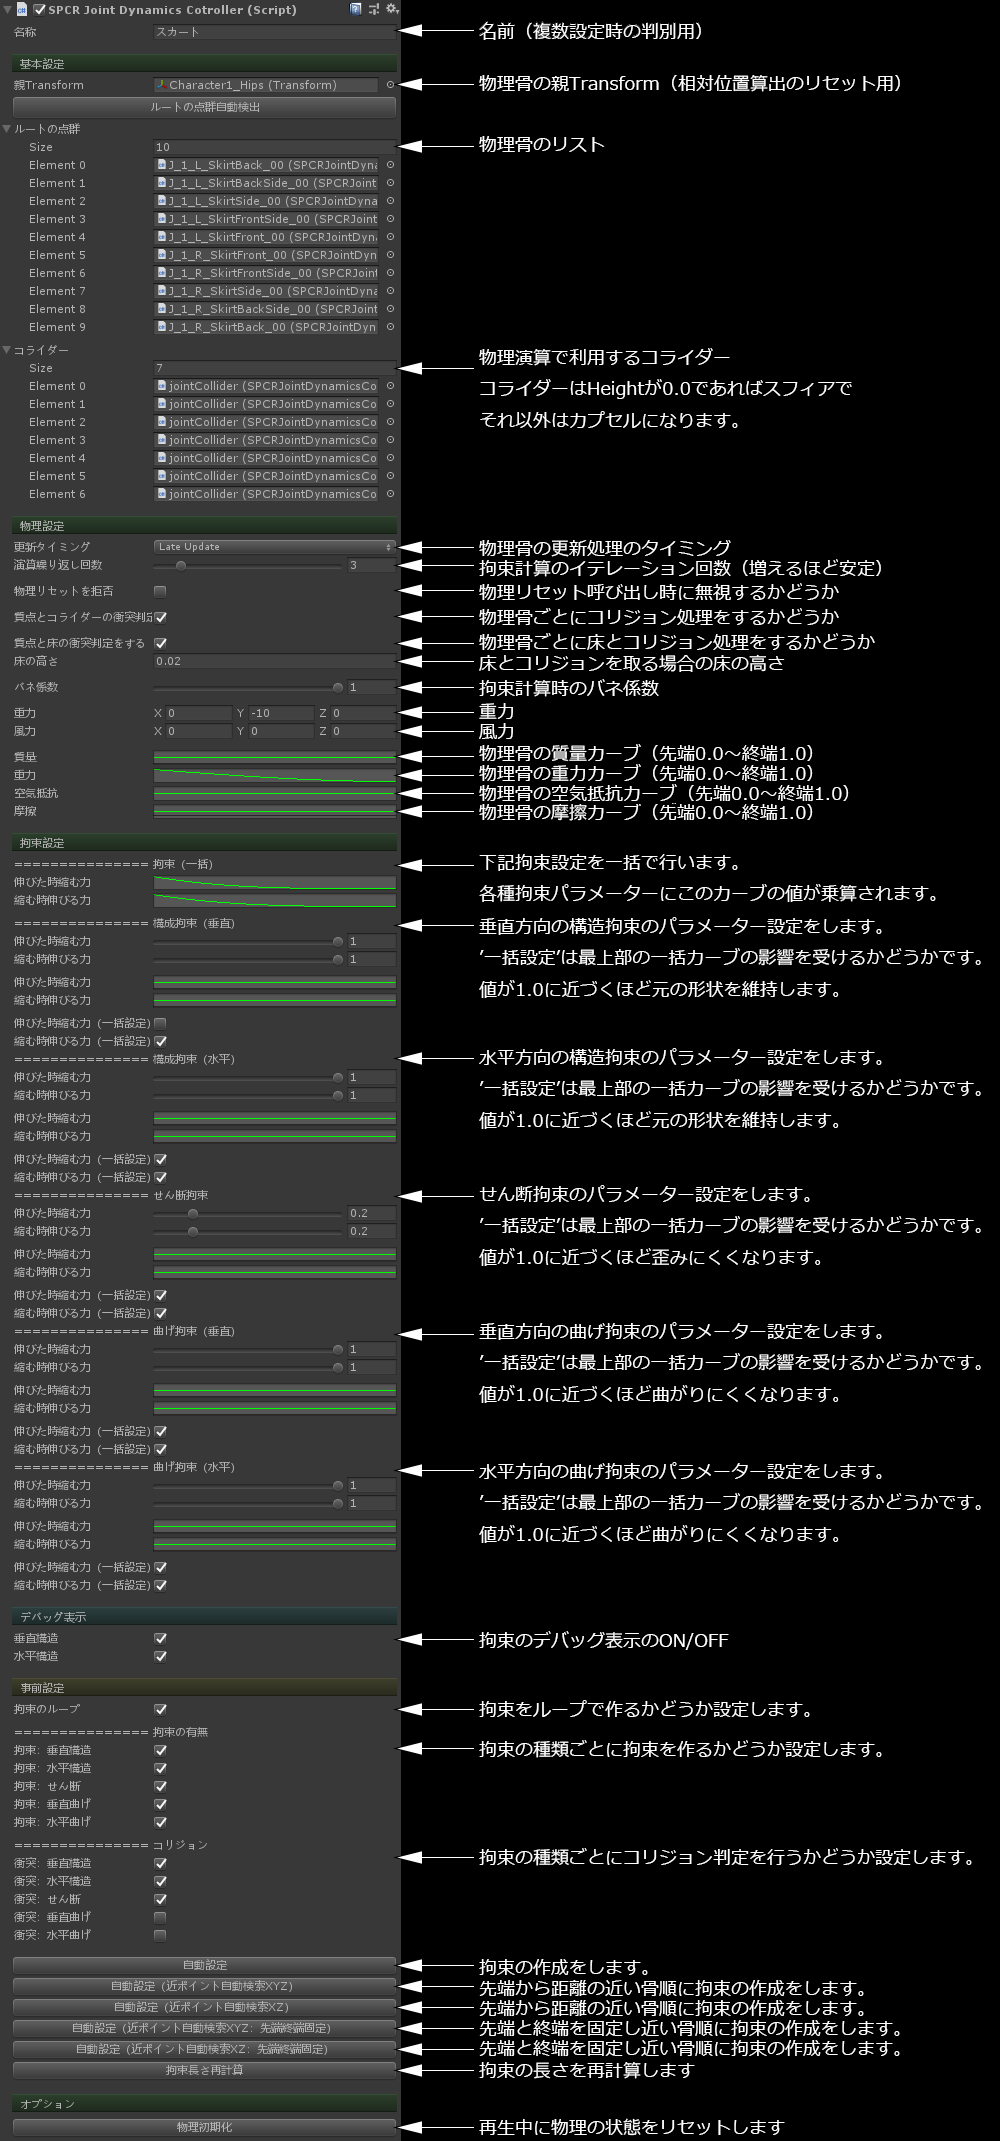 SPCR Joint Dynamics Cotroller (Script)
名称 スカート 名前（複数設定時の判別用）
基本設定
親Transform Character1_Hips (Transform) 物理骨の親Transform（相対位置算出のリセット用）
ルートの点群自動検出
ルートの点群
Size 10 物理骨のリスト
Element 0 J_1_L_SkirtBack_00 (SPCRJointDyna
Element 1 J_1_L_SkirtBackSide_00 (SPCRJoint
Element 2 J_1_L_SkirtSide_00 (SPCRJointDyna
Element 3 J_1_L_SkirtFrontSide_00 (SPCRJoint
Element 4 J_1_L_SkirtFront_00 (SPCRJointDyn
Element 5 J_1_R_SkirtFront_00 (SPCRJointDyn
Element 6 J_1_R_SkirtFrontSide_00 (SPCRJoint
Element 7 J_1_R_SkirtSide_00 (SPCRJointDyna
Element 8 J_1_R_SkirtBackSide_00 (SPCRJoint
Element 9 J_1_R_SkirtBack_00 (SPCRJointDyn
コライダー
物理演算で利用するコライダー
Size 7
コライダーはHeightが0.0であればスフィアで
それ以外はカプセルになります。
Element 0 jointCollider (SPCRJointDynamicsCo
Element 1 jointCollider (SPCRJointDynamicsCo
Element 2 jointCollider (SPCRJointDynamicsCo
Element 3 jointCollider (SPCRJointDynamicsCo
Element 4 jointCollider (SPCRJointDynamicsCo
Element 5 jointCollider (SPCRJointDynamicsCo
Element 6 jointCollider (SPCRJointDynamicsCo
物理設定
更新タイミング Late Update 物理骨の更新処理のタイミング
演算繰り返し回数 3 拘束計算のイテレーション回数（増えるほど安定）
物理リセットを拒否 物理リセット呼び出し時に無視するかどうか
質点とコライダーの衝突判定 物理骨ごとにコリジョン処理をするかどうか
質点と床の衝突判定をする 物理骨ごとに床とコリジョン処理をするかどうか
床の高さ 0.02 床とコリジョンを取る場合の床の高さ
バネ係数 1 拘束計算時のバネ係数
重力 X 0 Y -10 Z 0 重力
風力 X 0 Y 0 Z 0 風力
質量 物理骨の質量カーブ（先端0.0～終端1.0）
重力 物理骨の重力カーブ（先端0.0～終端1.0）
空気抵抗 物理骨の空気抵抗カーブ（先端0.0～終端1.0）
摩擦 物理骨の摩擦カーブ（先端0.0～終端1.0）
拘束設定
=============== 拘束 (一括) 下記拘束設定を一括で行います。
伸びた時縮む力
縮む時伸びる力
各種拘束パラメーターにこのカーブの値が乗算されます。
=============== 構成拘束 (垂直) 垂直方向の構造拘束のパラメーター設定をします。
伸びた時縮む力 1
縮む時伸びる力 1
’一括設定’は最上部の一括カーブの影響を受けるかどうかです。
伸びた時縮む力
縮む時伸びる力
値が1.0に近づくほど元の形状を維持します。
伸びた時縮む力 (一括設定)
縮む時伸びる力 (一括設定)
=============== 構成拘束 (水平) 水平方向の構造拘束のパラメーター設定をします。
伸びた時縮む力 1
縮む時伸びる力 1
’一括設定’は最上部の一括カーブの影響を受けるかどうかです。
伸びた時縮む力
縮む時伸びる力
値が1.0に近づくほど元の形状を維持します。
伸びた時縮む力 (一括設定)
縮む時伸びる力 (一括設定)
=============== せん断拘束 せん断拘束のパラメーター設定をします。
伸びた時縮む力 0.2
縮む時伸びる力 0.2
’一括設定’は最上部の一括カーブの影響を受けるかどうかです。
伸びた時縮む力
縮む時伸びる力
値が1.0に近づくほど歪みにくくなります。
伸びた時縮む力 (一括設定)
縮む時伸びる力 (一括設定)
=============== 曲げ拘束 (垂直) 垂直方向の曲げ拘束のパラメーター設定をします。
伸びた時縮む力 1
縮む時伸びる力 1
’一括設定’は最上部の一括カーブの影響を受けるかどうかです。
伸びた時縮む力
縮む時伸びる力
値が1.0に近づくほど曲がりにくくなります。
伸びた時縮む力 (一括設定)
縮む時伸びる力 (一括設定)
=============== 曲げ拘束 (水平) 水平方向の曲げ拘束のパラメーター設定をします。
伸びた時縮む力 1
縮む時伸びる力 1
’一括設定’は最上部の一括カーブの影響を受けるかどうかです。
伸びた時縮む力
縮む時伸びる力
値が1.0に近づくほど曲がりにくくなります。
伸びた時縮む力 (一括設定)
縮む時伸びる力 (一括設定)
デバッグ表示
垂直構造 拘束のデバッグ表示のON/OFF
水平構造
事前設定
拘束のループ 拘束をループで作るかどうか設定します。
=============== 拘束の有無
拘束: 垂直構造 拘束の種類ごとに拘束を作るかどうか設定します。
拘束: 水平構造
拘束: せん断
拘束: 垂直曲げ
拘束: 水平曲げ
=============== コリジョン
衝突: 垂直構造 拘束の種類ごとにコリジョン判定を行うかどうか設定します。
衝突: 水平構造
衝突: せん断
衝突: 垂直曲げ
衝突: 水平曲げ
自動設定 拘束の作成をします。
自動設定 (近ポイント自動検索XYZ) 先端から距離の近い骨順に拘束の作成をします。
自動設定 (近ポイント自動検索XZ) 先端から距離の近い骨順に拘束の作成をします。
自動設定 (近ポイント自動検索XYZ: 先端終端固定) 先端と終端を固定し近い骨順に拘束の作成をします。
自動設定 (近ポイント自動検索XZ: 先端終端固定) 先端と終端を固定し近い骨順に拘束の作成をします。
拘束長さ再計算 拘束の長さを再計算します
オプション
物理初期化 再生中に物理の状態をリセットします